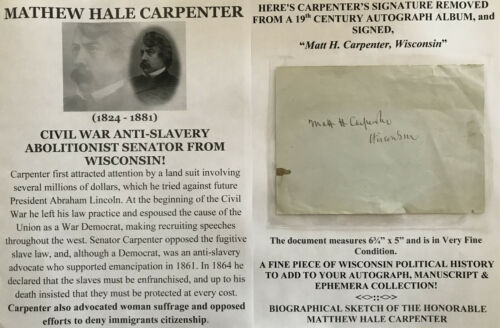 MATTHEW HALE CARPENTER
(1824 - 1881)
CIVIL WAR ANTI-SLAVERY
ABOLITIONIST SENATOR FROM
WISCONSIN!
Carpenter first attracted attention by a land suit involving
several millions of dollars, which he tried against future
President Abraham Lincoln. At the beginning of the Civil
War he left his law practice and espoused the cause of the
Union as a War Democrat, making recruiting speeches
throughout the west. Senator Carpenter opposed the fugitive
slave law, and, although a Democrat, was an anti-slavery
advocate who supported emancipation in 1861. In 1864 he
declared that the slaves must be enfranchised, and up to his
death insisted that they must be protected at every cost.
Carpenter also advocated woman suffrage and opposed
efforts to deny immigrants citizenship.
HERE'S CARPENTER'S SIGNATURE REMOVED
FROM A 19th CENTURY AUTOGRAPH ALBUM, and
SIGNED,
“Matt H. Carpenter, Wisconsin”
Matt H Carpenter
Wisconsin
The document measures 6¾” x 5” and is in Very Fine
Condition.
A FINE PIECE OF WISCONSIN POLITICAL HISTORY
TO ADD TO YOUR AUTOGRAPH, MANUSCRIPT &
EPHEMERA COLLECTION!
<<>::<>>
BIOGRAPHICAL SKETCH OF THE HONORABLE
MATTHEW HALE CARPENTER